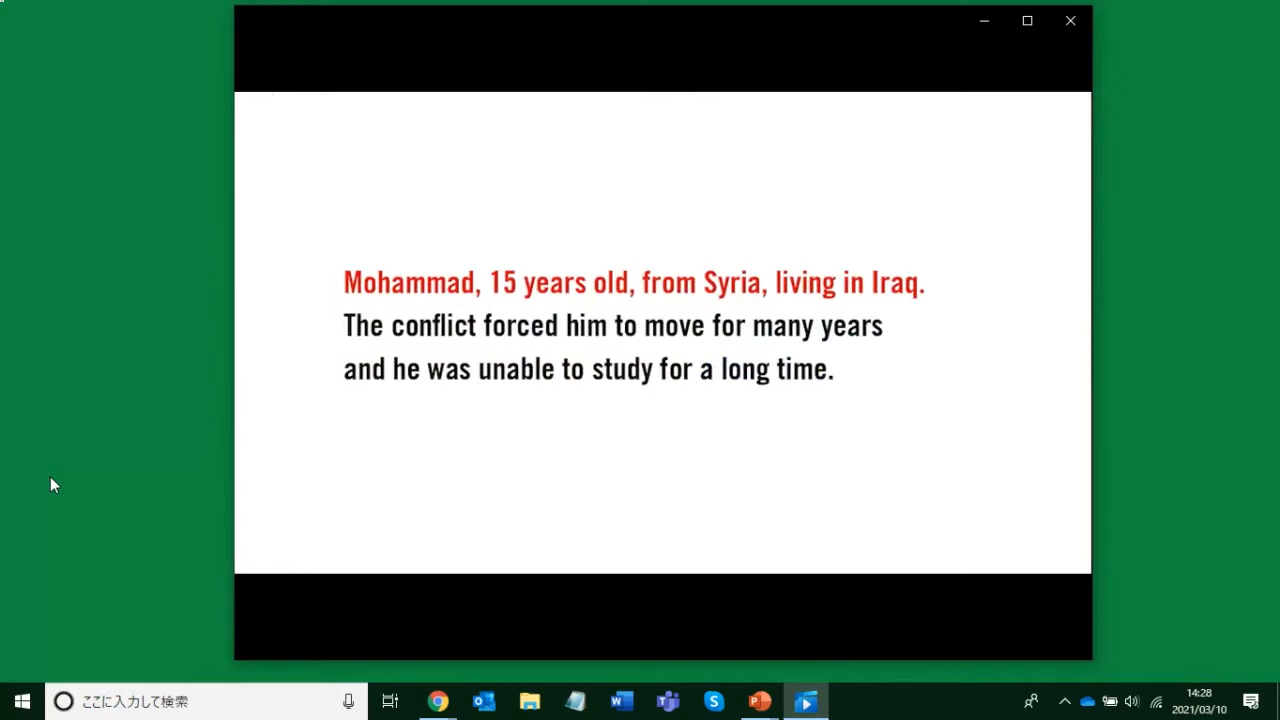 Mohammad, 15 years old, from Syria, living in Iraq.
The conflict forced him to move for many years
and he was unable to study for a long time.
ここに入力して検索
14:28
2021/03/10